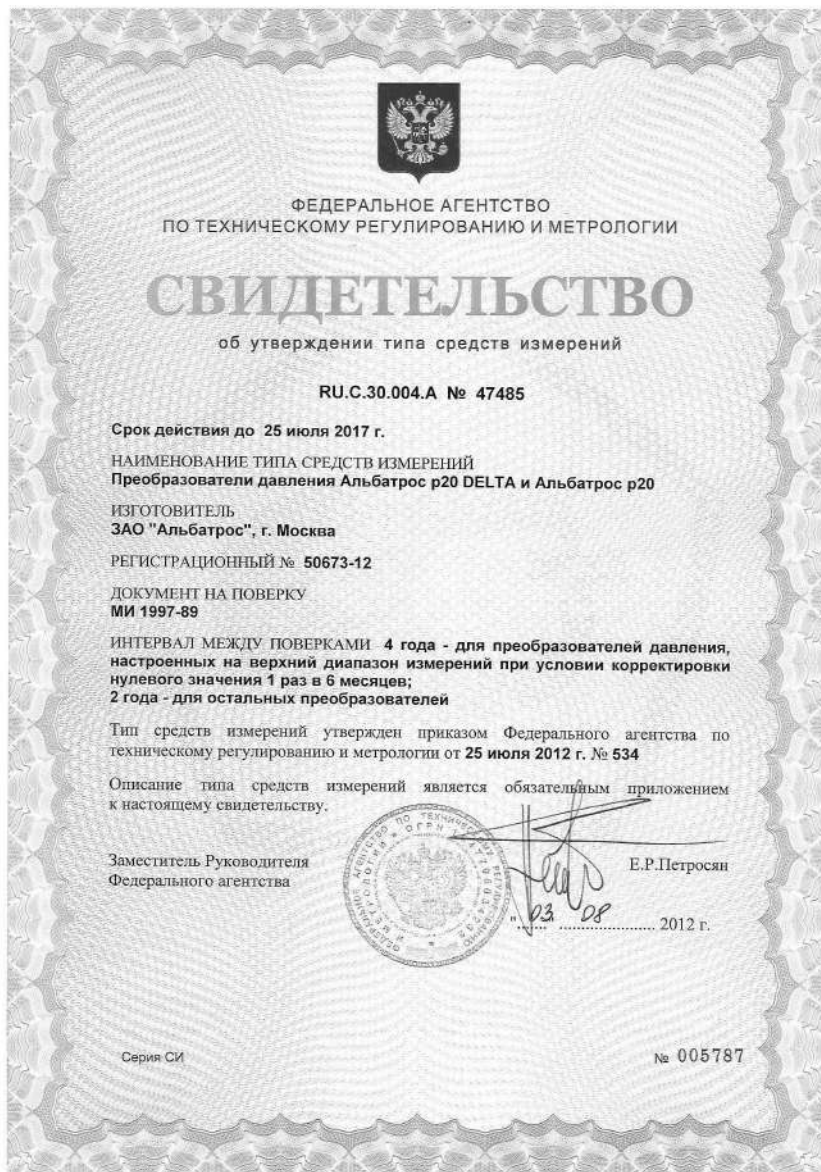 ФЕДЕРАЛЬНОЕ АГЕНТСТВО
ПО ТЕХНИЧЕСКОМУ РЕГУЛИРОВАНИЮ И МЕТРОЛОГИИ
СВИДЕТЕЛЬСТВО
об утверждении типа средств измерений
RU.C.30.004.A № 47485
Срок действия до 25 июля 2017 г.
НАИМЕНОВАНИЕ ТИПА СРЕДСТВ ИЗМЕРЕНИЙ
Преобразователи давления Альбатрос p20 DELTA и Альбатрос p20
ИЗГОТОВИТЕЛЬ
ЗАО "Альбатрос", г. Москва
РЕГИСТРАЦИОННЫЙ № 50673-12
ДОКУМЕНТ НА ПОВЕРКУ
МИ 1997-89
ИНТЕРВАЛ МЕЖДУ ПОВЕРКАМИ 4 года - для преобразователей давления,
настроенных на верхний диапазон измерений при условии корректировки
нулевого значения 1 раз в 6 месяцев;
2 года - для остальных преобразователей
Тип средств измерений утвержден приказом Федерального агентства по
техническому регулированию и метрологии от 25 июля 2012 г. № 534
Описание типа средств измерений является обязательным приложением
к настоящему свидетельству.
Заместитель Руководителя
Федерального агентства
Е.Р.Петросян
"03" 08 2012 г.
Серия СИ
№ 005787